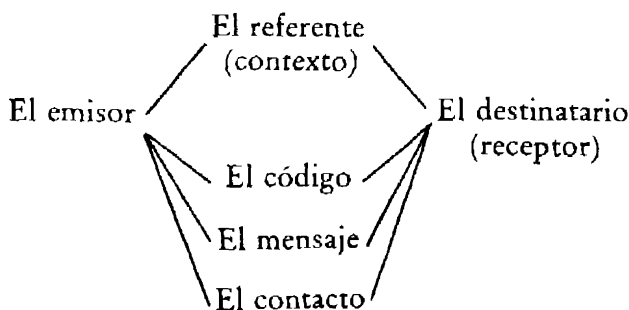 El referente
(contexto)
El emisor
El destinatario
(receptor)
El código
El mensaje
El contacto